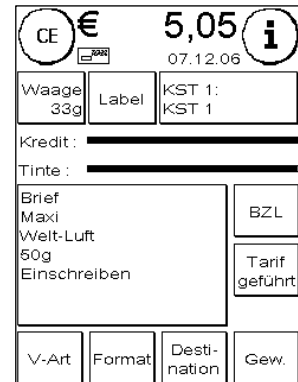 CE € 5,05 i
07.12.06
Waage
33g
Label
KST 1:
KST 1
Kredit :
Tinte :
Brief
Maxi
Welt-Luft
50g
Einschreiben
BZL
Tarif
geführt
V-Art
Format
Desti-
nation
Gew.